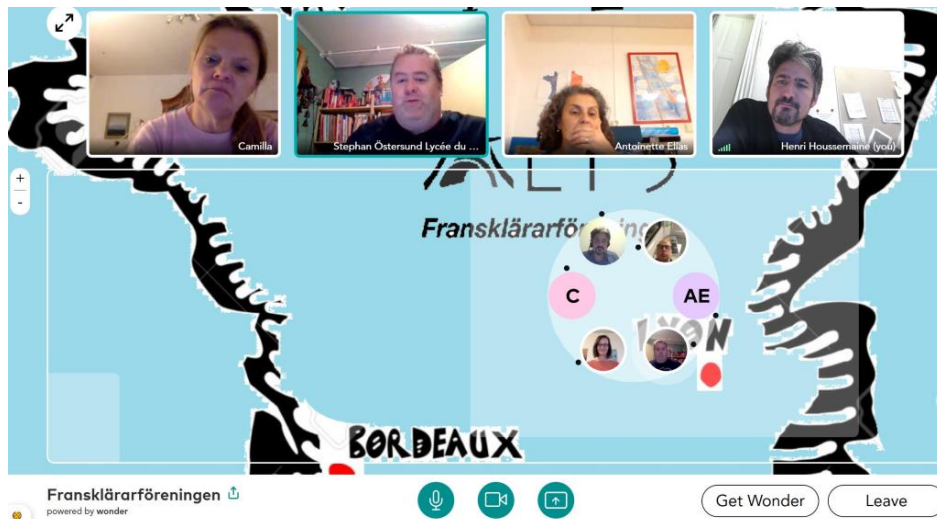 Camilla
Stephan Östersund Lycée du ...
Antoinette Elias
Henri Houssemaine (you)
+
-
Fransklärarföreningen
C
AE
LYON
BORDEAUX
Fransklärarföreningen
powered by wonder
Get Wonder
Leave